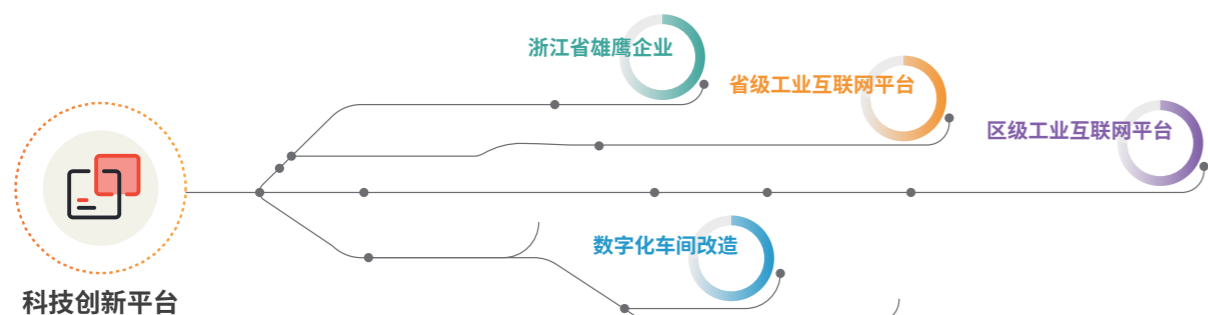 浙江省雄鹰企业
省级工业互联网平台
区级工业互联网平台
数字化车间改造
科技创新平台